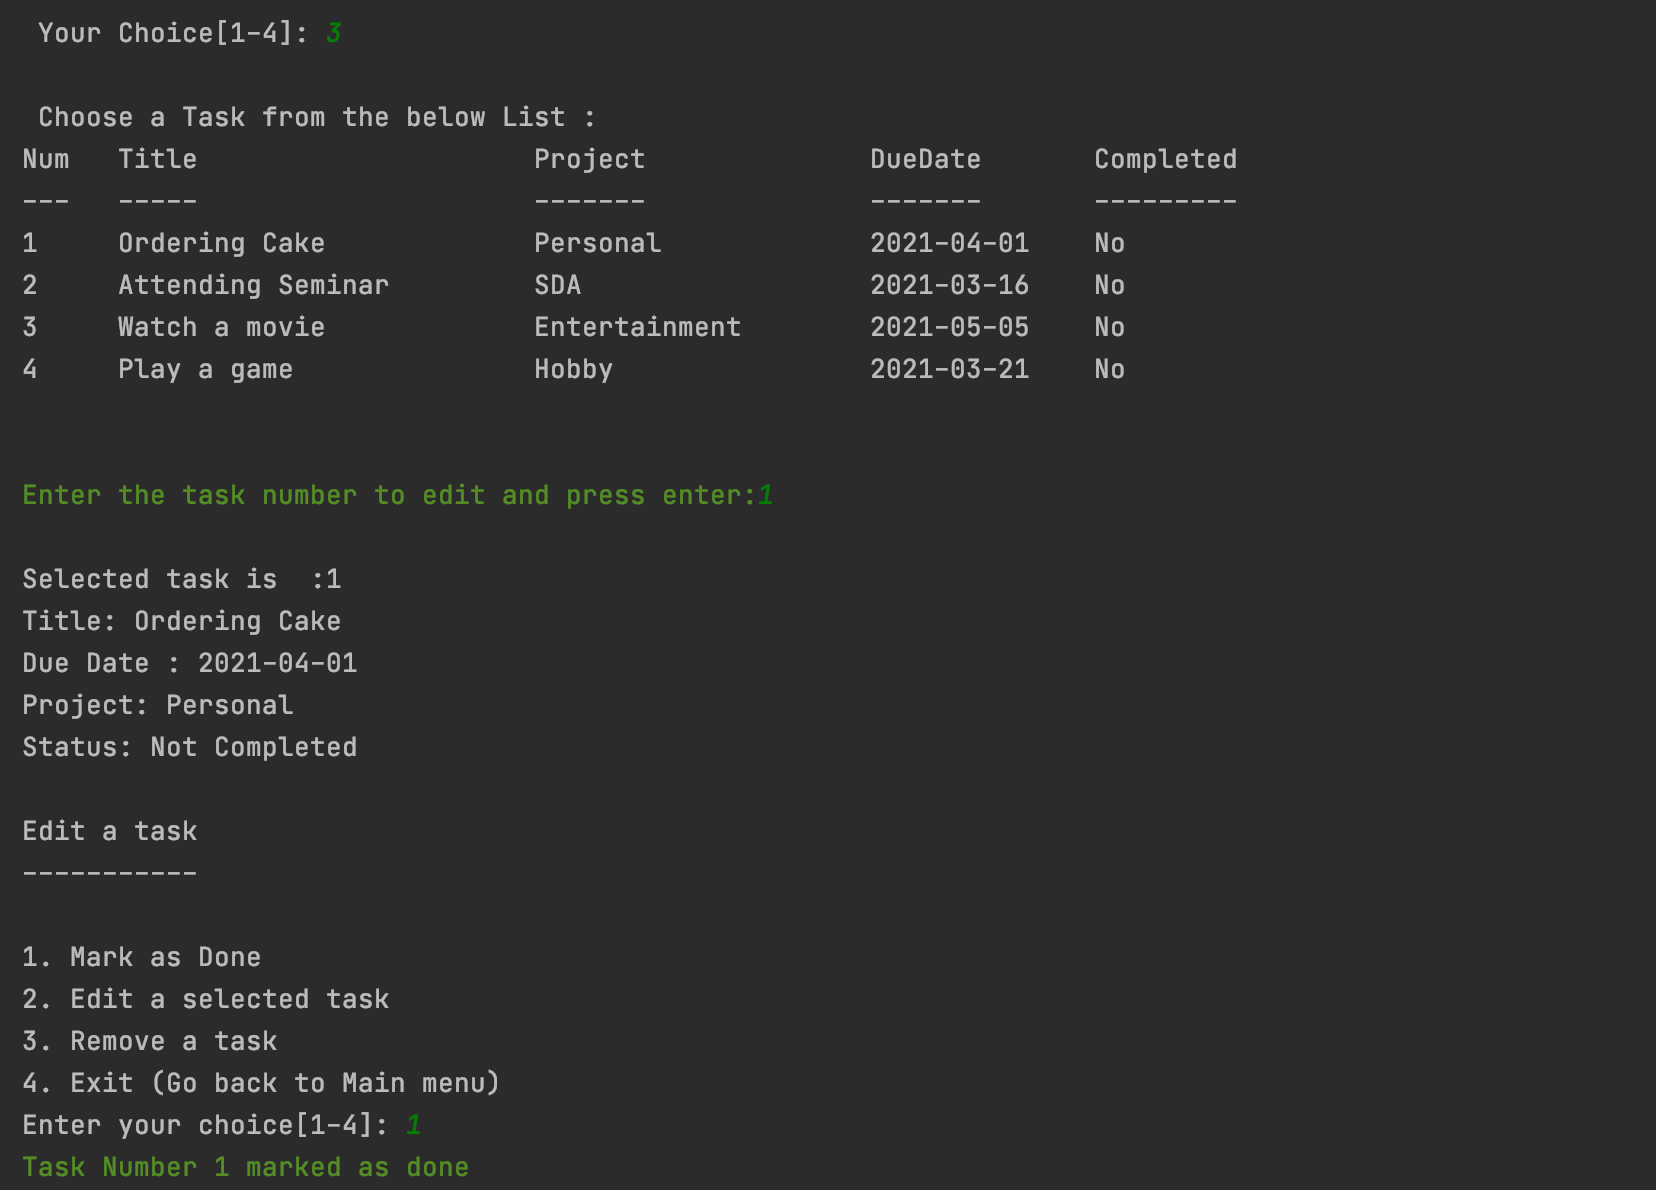 Your Choice[1-4]: 3
Choose a Task from the below List :
Num   Title                     Project              DueDate       Completed
---   -----                     -------              -------       ---------
1     Ordering Cake             Personal             2021-04-01    No
2     Attending Seminar         SDA                  2021-03-16    No
3     Watch a movie             Entertainment        2021-05-05    No
4     Play a game               Hobby                2021-03-21    No
Enter the task number to edit and press enter:1
Selected task is  :1
Title: Ordering Cake
Due Date : 2021-04-01
Project: Personal
Status: Not Completed
Edit a task
-----------
1. Mark as Done
2. Edit a selected task
3. Remove a task
4. Exit (Go back to Main menu)
Enter your choice[1-4]: 1
Task Number 1 marked as done